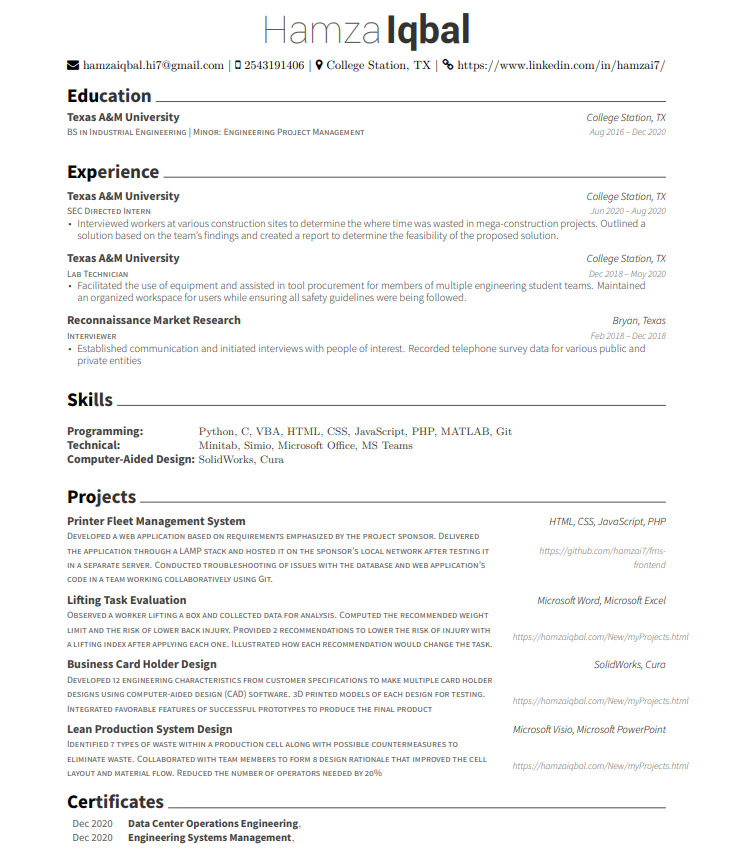 Hamza Iqbal
hamzaiqbal.hi7@gmail.com | 2543191406 | College Station, TX | https://www.linkedin.com/in/hamzai7/
Education
Texas A&M University College Station, TX
BS in Industrial Engineering | Minor: Engineering Project Management Aug 2016 – Dec 2020
Experience
Texas A&M University College Station, TX
SEC Directed Intern Jun 2020 – Aug 2020
• Interviewed workers at various construction sites to determine the where time was wasted in mega-construction projects. Outlined a
solution based on the team's findings and created a report to determine the feasibility of the proposed solution.
Texas A&M University College Station, TX
Lab Technician Dec 2018 – May 2020
• Facilitated the use of equipment and assisted in tool procurement for members of multiple engineering student teams. Maintained
an organized workspace for users while ensuring all safety guidelines were being followed.
Reconnaissance Market Research Bryan, Texas
Interviewer Feb 2018 – Dec 2018
• Established communication and initiated interviews with people of interest. Recorded telephone survey data for various public and
private entities
Skills
Programming: Python, C, VBA, HTML, CSS, JavaScript, PHP, MATLAB, Git
Technical: Minitab, Simio, Microsoft Office, MS Teams
Computer-Aided Design: SolidWorks, Cura
Projects
Printer Fleet Management System HTML, CSS, JavaScript, PHP
Developed a web application based on requirements emphasized by the project sponsor. Delivered
the application through a LAMP stack and hosted it on the sponsor's local network after testing it https://github.com/hamzai7/fms-
in a separate server. Conducted troubleshooting of issues with the database and web application's frontend
code in a team working collaboratively using Git.
Lifting Task Evaluation Microsoft Word, Microsoft Excel
Observed a worker lifting a box and collected data for analysis. Computed the recommended weight
limit and the risk of lower back injury. Provided 2 recommendations to lower the risk of injury with https://hamzaiqbal.com/New/myProjects.html
a lifting index after applying each one. Illustrated how each recommendation would change the task.
Business Card Holder Design SolidWorks, Cura
Developed 12 engineering characteristics from customer specifications to make multiple card holder
designs using computer-aided design (CAD) software. 3D printed models of each design for testing. https://hamzaiqbal.com/New/myProjects.html
Integrated favorable features of successful prototypes to produce the final product
Lean Production System Design Microsoft Visio, Microsoft PowerPoint
Identified 7 types of waste within a production cell along with possible countermeasures to
eliminate waste. Collaborated with team members to form 8 design rationale that improved the cell https://hamzaiqbal.com/New/myProjects.html
layout and material flow. Reduced the number of operators needed by 20%
Certificates
Dec 2020 Data Center Operations Engineering,
Dec 2020 Engineering Systems Management,